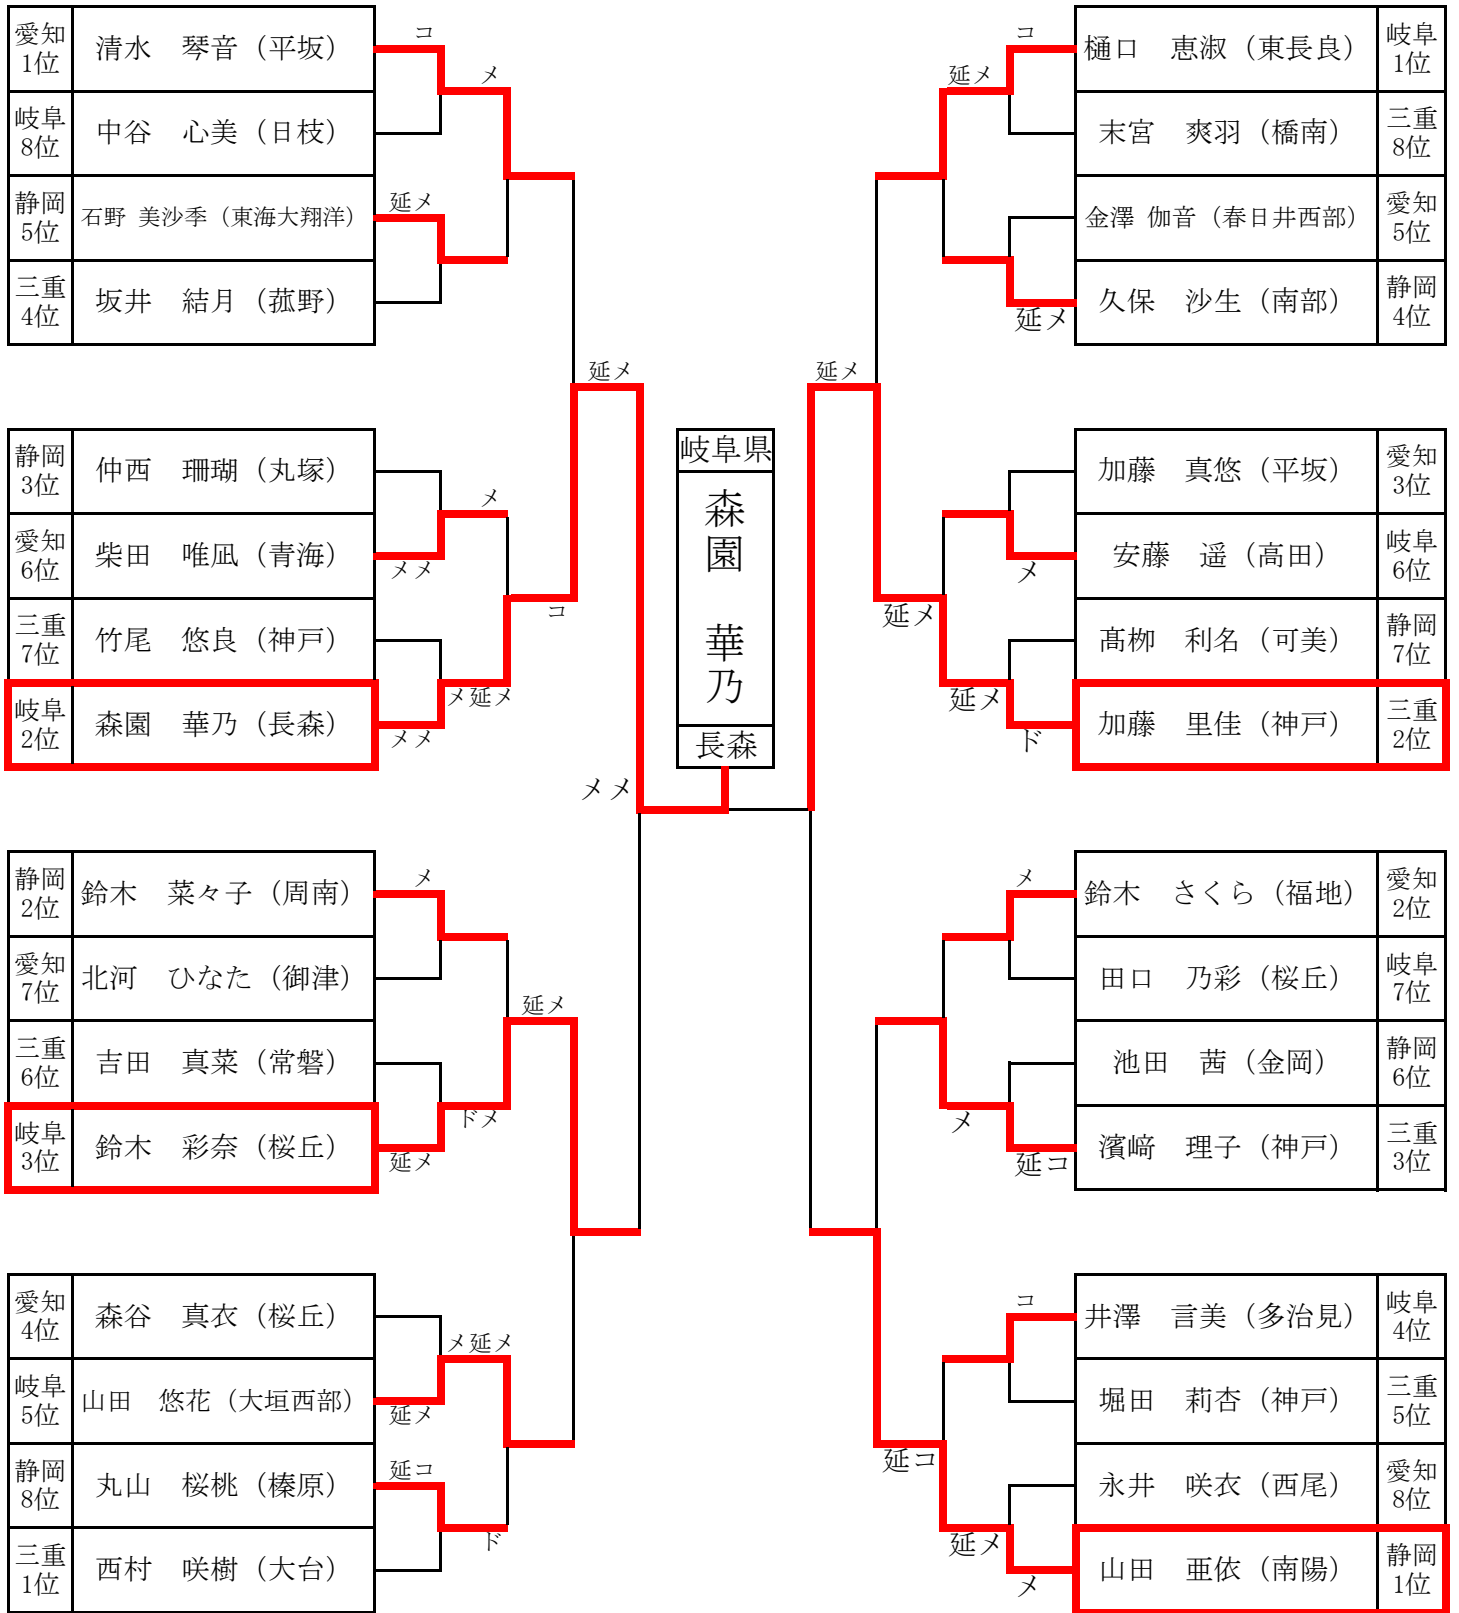 愛知
1位
清水　琴音（平坂）
コ
メ
岐阜
8位
中谷　心美（日枝）
静岡
5位
石野 美沙季（東海大翔洋）
延メ
三重
4位
坂井　結月（菰野）
延メ
静岡
3位
仲西　珊瑚（丸塚）
メ
愛知
6位
柴田　唯凪（青海）
メメ
コ
三重
7位
竹尾　悠良（神戸）
メ延メ
岐阜
2位
森園　華乃（長森）
メメ
メメ
静岡
2位
鈴木　菜々子（周南）
メ
愛知
7位
北河　ひなた（御津）
延メ
三重
6位
吉田　真菜（常磐）
ドメ
岐阜
3位
鈴木　彩奈（桜丘）
延メ
愛知
4位
森谷　真衣（桜丘）
メ延メ
岐阜
5位
山田　悠花（大垣西部）
延メ
静岡
8位
丸山　桜桃（榛原）
延コ
ド
三重
1位
西村　咲樹（大台）
岐阜県
森園　華乃
長森
コ
延メ
樋口　恵淑（東長良）
岐阜
1位
末宮　爽羽（橋南）
三重
8位
金澤 伽音（春日井西部）
愛知
5位
久保　沙生（南部）
静岡
4位
延メ
延メ
加藤　真悠（平坂）
愛知
3位
安藤　遥（高田）
岐阜
6位
メ
延メ
髙栁　利名（可美）
静岡
7位
延メ
加藤　里佳（神戸）
三重
2位
ド
メ
鈴木　さくら（福地）
愛知
2位
田口　乃彩（桜丘）
岐阜
7位
池田　茜（金岡）
静岡
6位
メ
濱﨑　理子（神戸）
三重
3位
延コ
コ
井澤　言美（多治見）
岐阜
4位
堀田　莉杏（神戸）
三重
5位
延コ
永井　咲衣（西尾）
愛知
8位
延メ
山田　亜依（南陽）
静岡
1位
メ